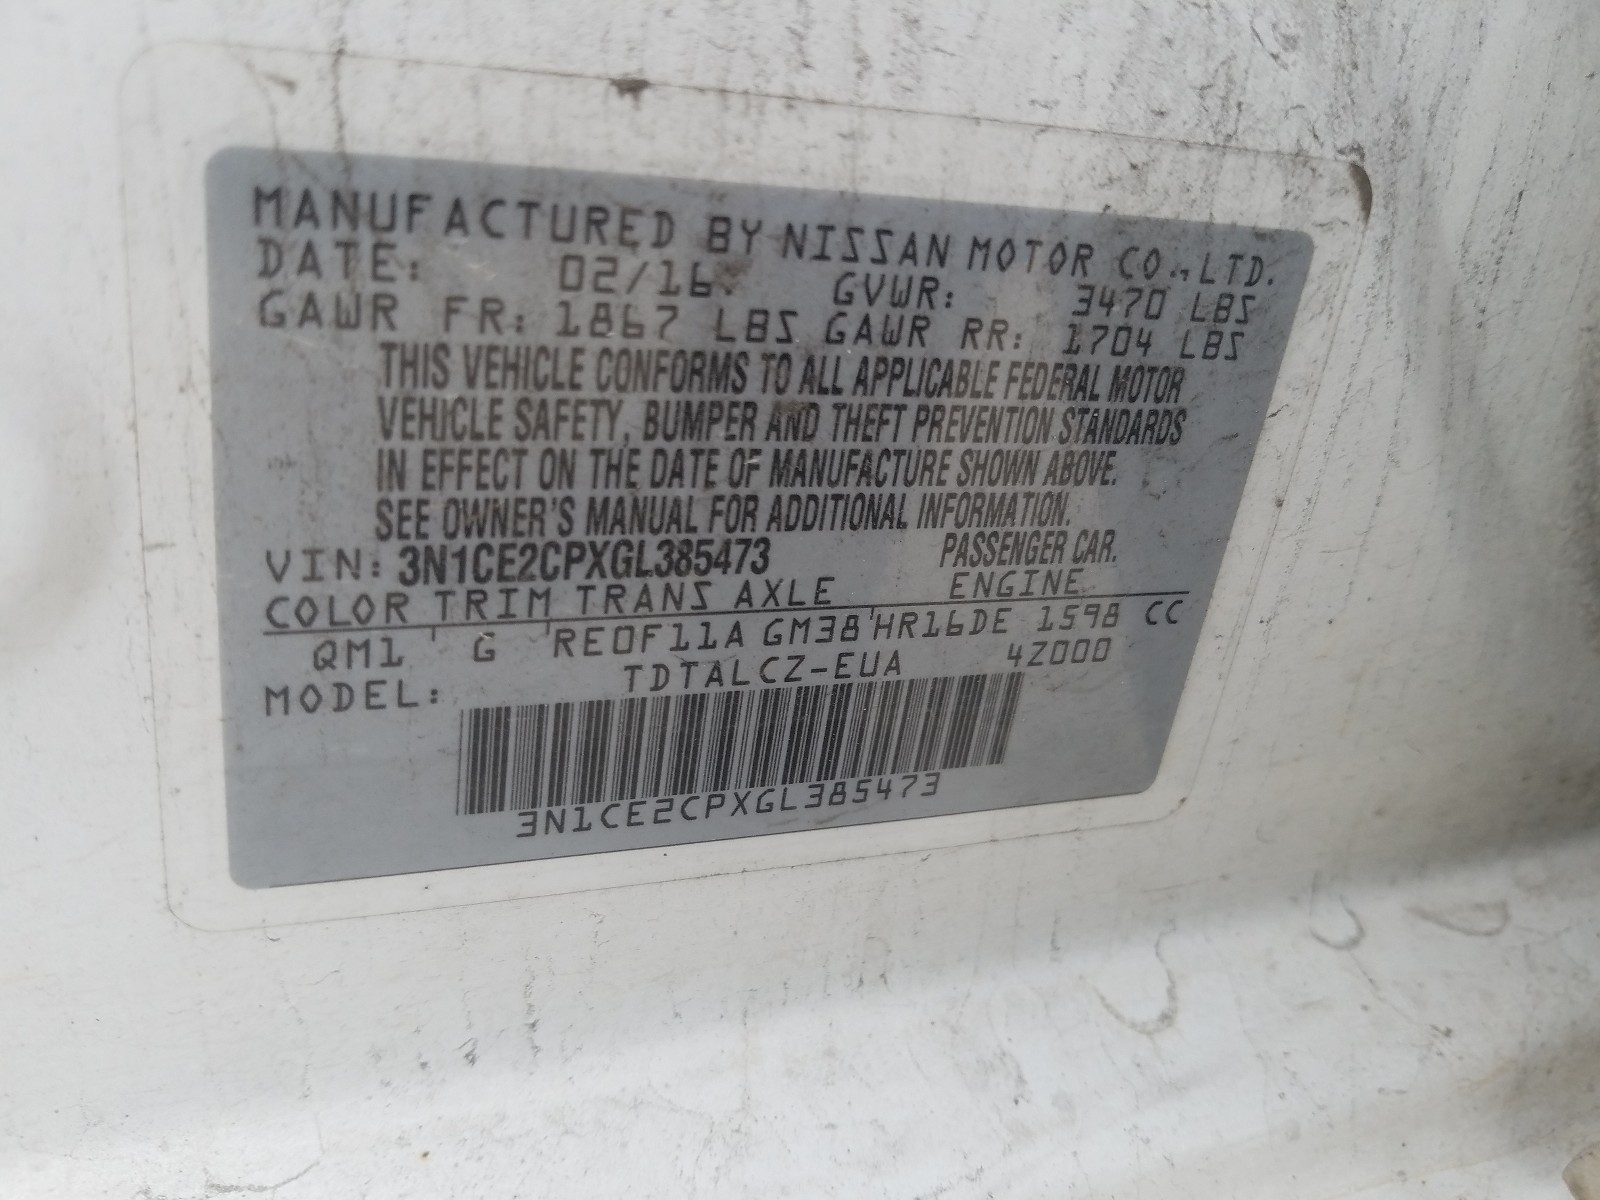 MANUFACTURED BY NISSAN MOTOR CO., LTD.
DATE: 02/16 GVWR: 3470 LBS
GAWR FR: 1867 LBS GAWR RR: 1704 LBS
THIS VEHICLE CONFORMS TO ALL APPLICABLE FEDERAL MOTOR
VEHICLE SAFETY, BUMPER AND THEFT PREVENTION STANDARDS
IN EFFECT ON THE DATE OF MANUFACTURE SHOWN ABOVE.
SEE OWNER'S MANUAL FOR ADDITIONAL INFORMATION.
VIN: 3N1CE2CPXGL385473 PASSENGER CAR.
COLOR TRIM TRANS AXLE ENGINE
QM1 G RE0F11A GM38 HR16DE 1598 CC
MODEL: TDTALCZ-EUA 4Z000
3N1CE2CPXGL385473